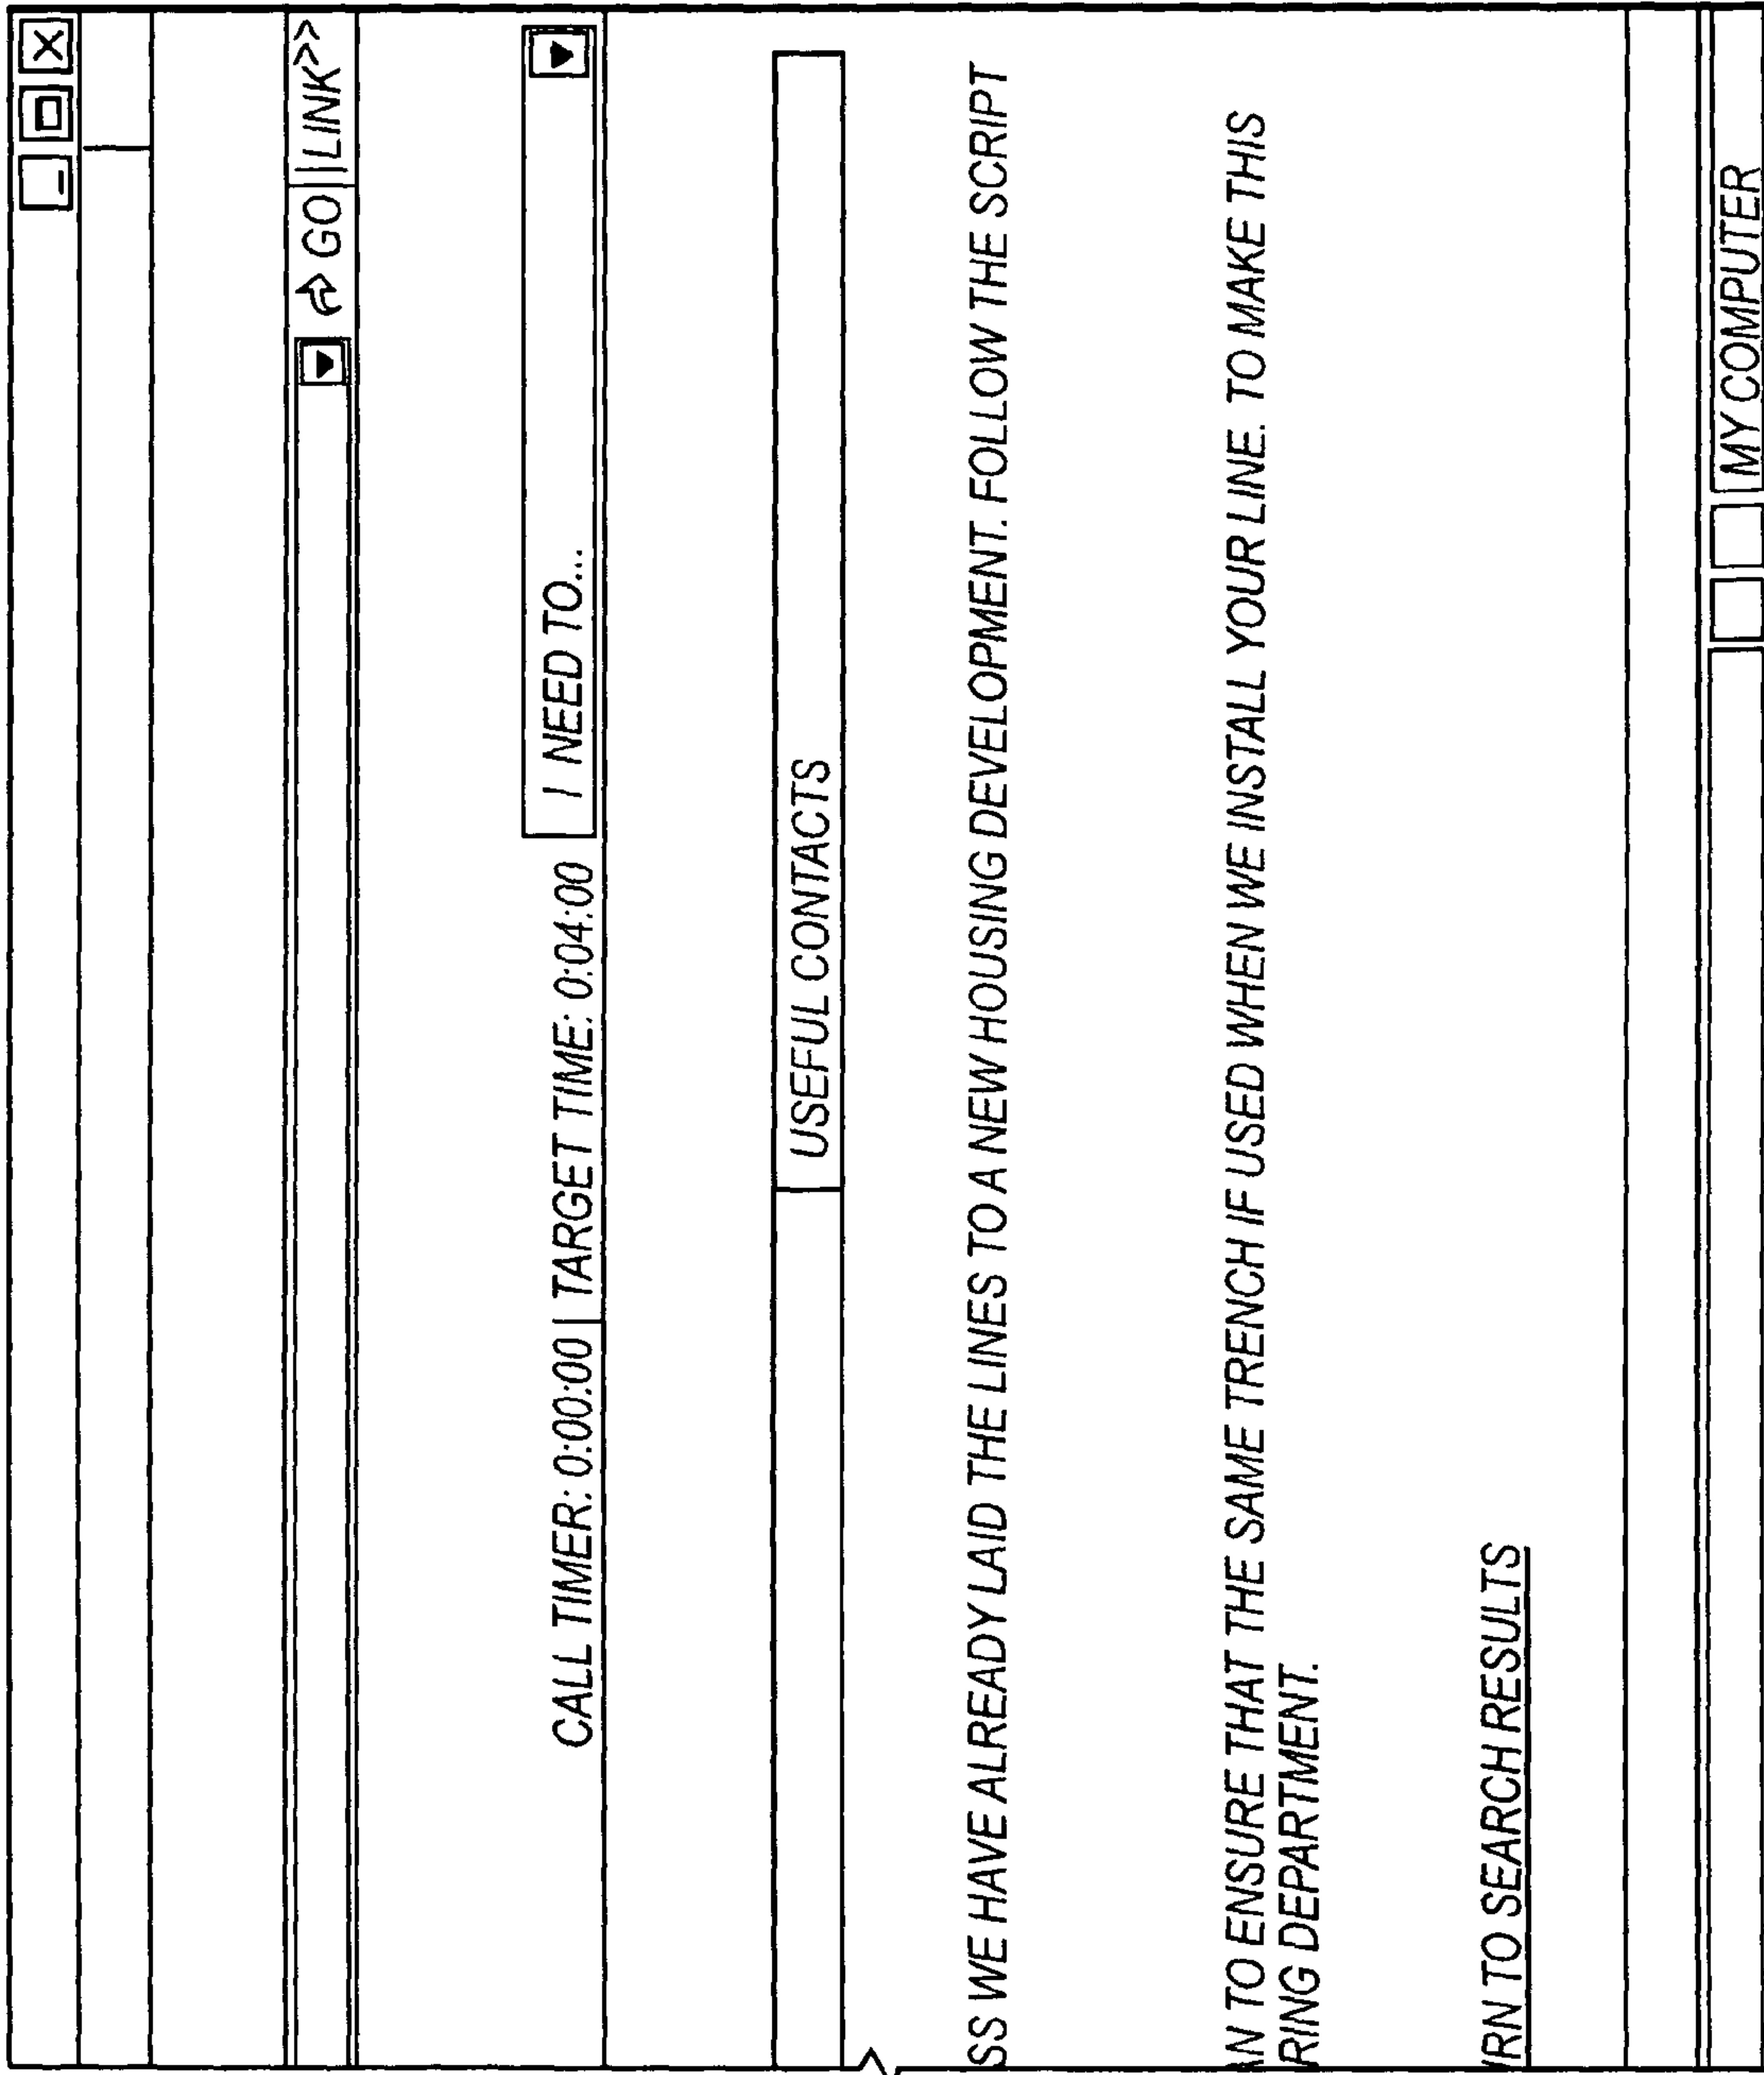 GO LINK>>
CALL TIMER: 0:00:00 | TARGET TIME: 0:04:00 I NEED TO...
USEFUL CONTACTS
SS WE HAVE ALREADY LAID THE LINES TO A NEW HOUSING DEVELOPMENT. FOLLOW THE SCRIPT
AN TO ENSURE THAT THE SAME TRENCH IF USED WHEN WE INSTALL YOUR LINE. TO MAKE THIS
RING DEPARTMENT.
RN TO SEARCH RESULTS
MY COMPUTER